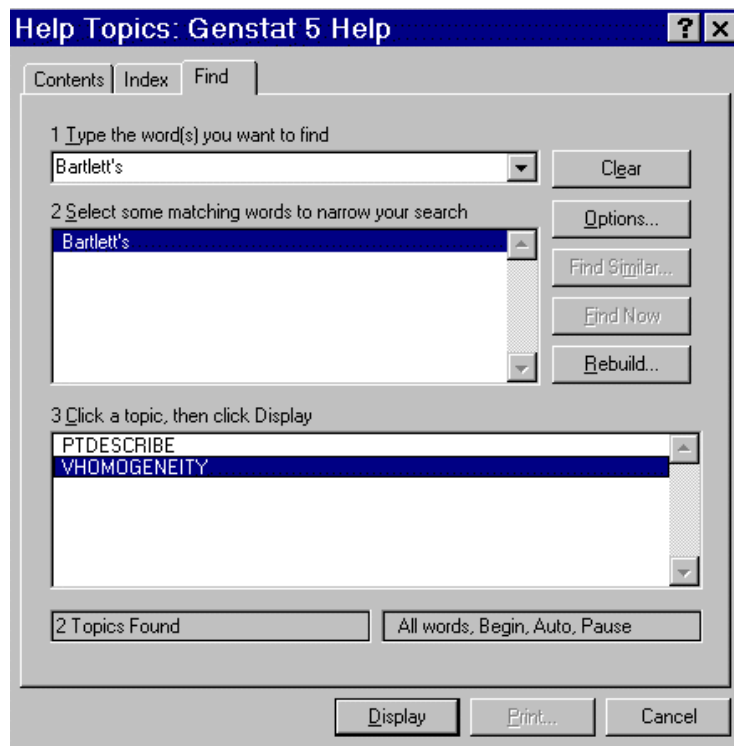 Help Topics: Genstat 5 Help
Contents Index Find
1 Type the word(s) you want to find
Bartlett's
Clear
2 Select some matching words to narrow your search
Bartlett's
Options...
Find Similar...
Find Now
Rebuild...
3 Click a topic, then click Display
PTDESCRIBE
VHOMOGENEITY
2 Topics Found
All words, Begin, Auto, Pause
Display Print... Cancel